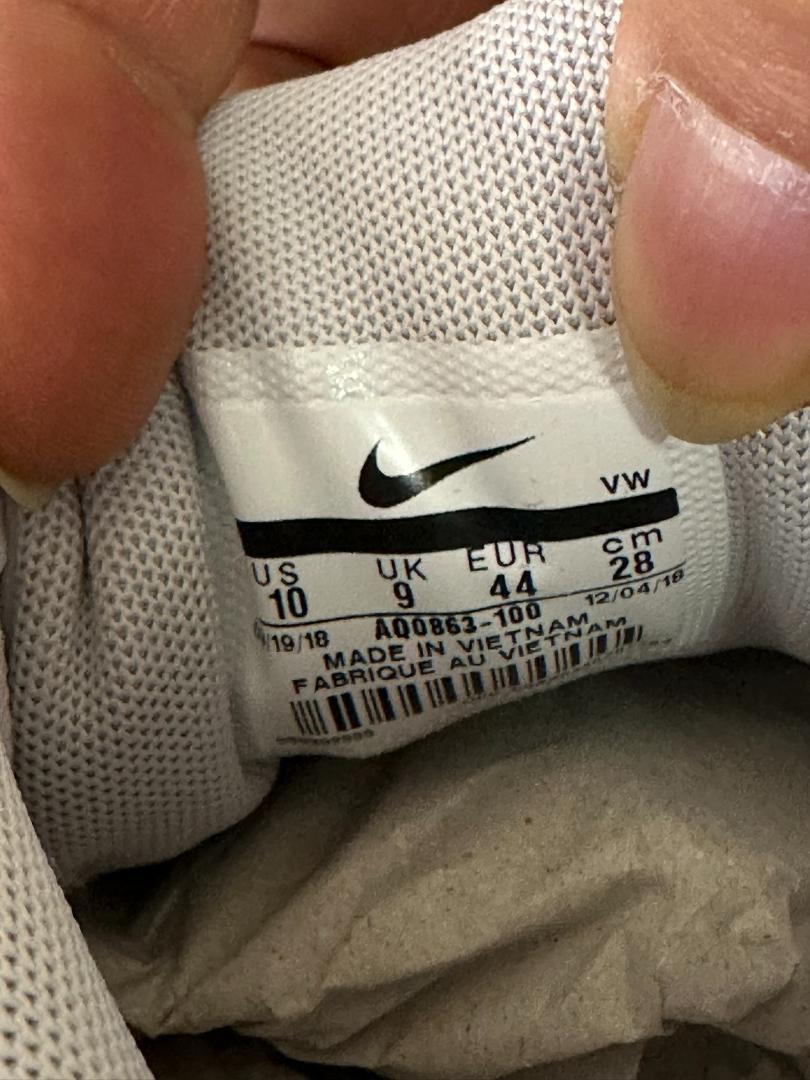 VW
US UK EUR cm
10 9 44 28
/19/18 AQ0863-100 12/04/18
MADE IN VIETNAM
FABRIQUE AU VIETNAM